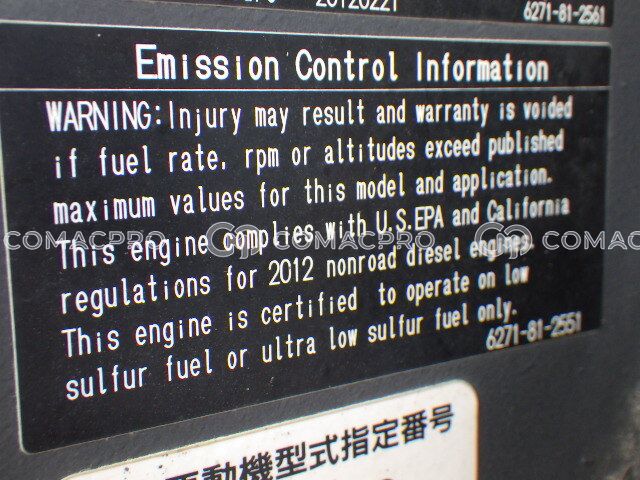 20120221
6271-81-2561
Emission Control Information
WARNING:Injury may result and warranty is voided
if fuel rate, rpm or altitudes exceed published
maximum values for this model and application.
This engine complies with U.S.EPA and California
COMACPRO COMACPRO COMACPRO
regulations for 2012 nonroad diesel engines.
This engine is certified to operate on low
sulfur fuel or ultra low sulfur fuel only.
6271-81-2551
動機型式指定番号